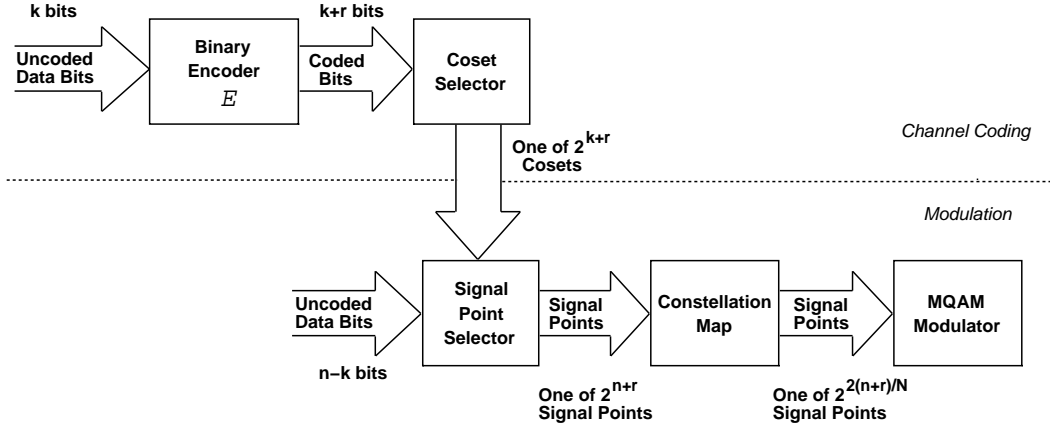 k bits
k+r bits
Uncoded
Data Bits
Binary
Encoder
E
Coded
Bits
Coset
Selector
One of 2^{k+r}
Cosets
Channel Coding
Modulation
Uncoded
Data Bits
n−k bits
Signal
Point
Selector
Signal
Points
One of 2^{n+r}
Signal Points
Constellation
Map
Signal
Points
One of 2^{2(n+r)/N}
Signal Points
MQAM
Modulator